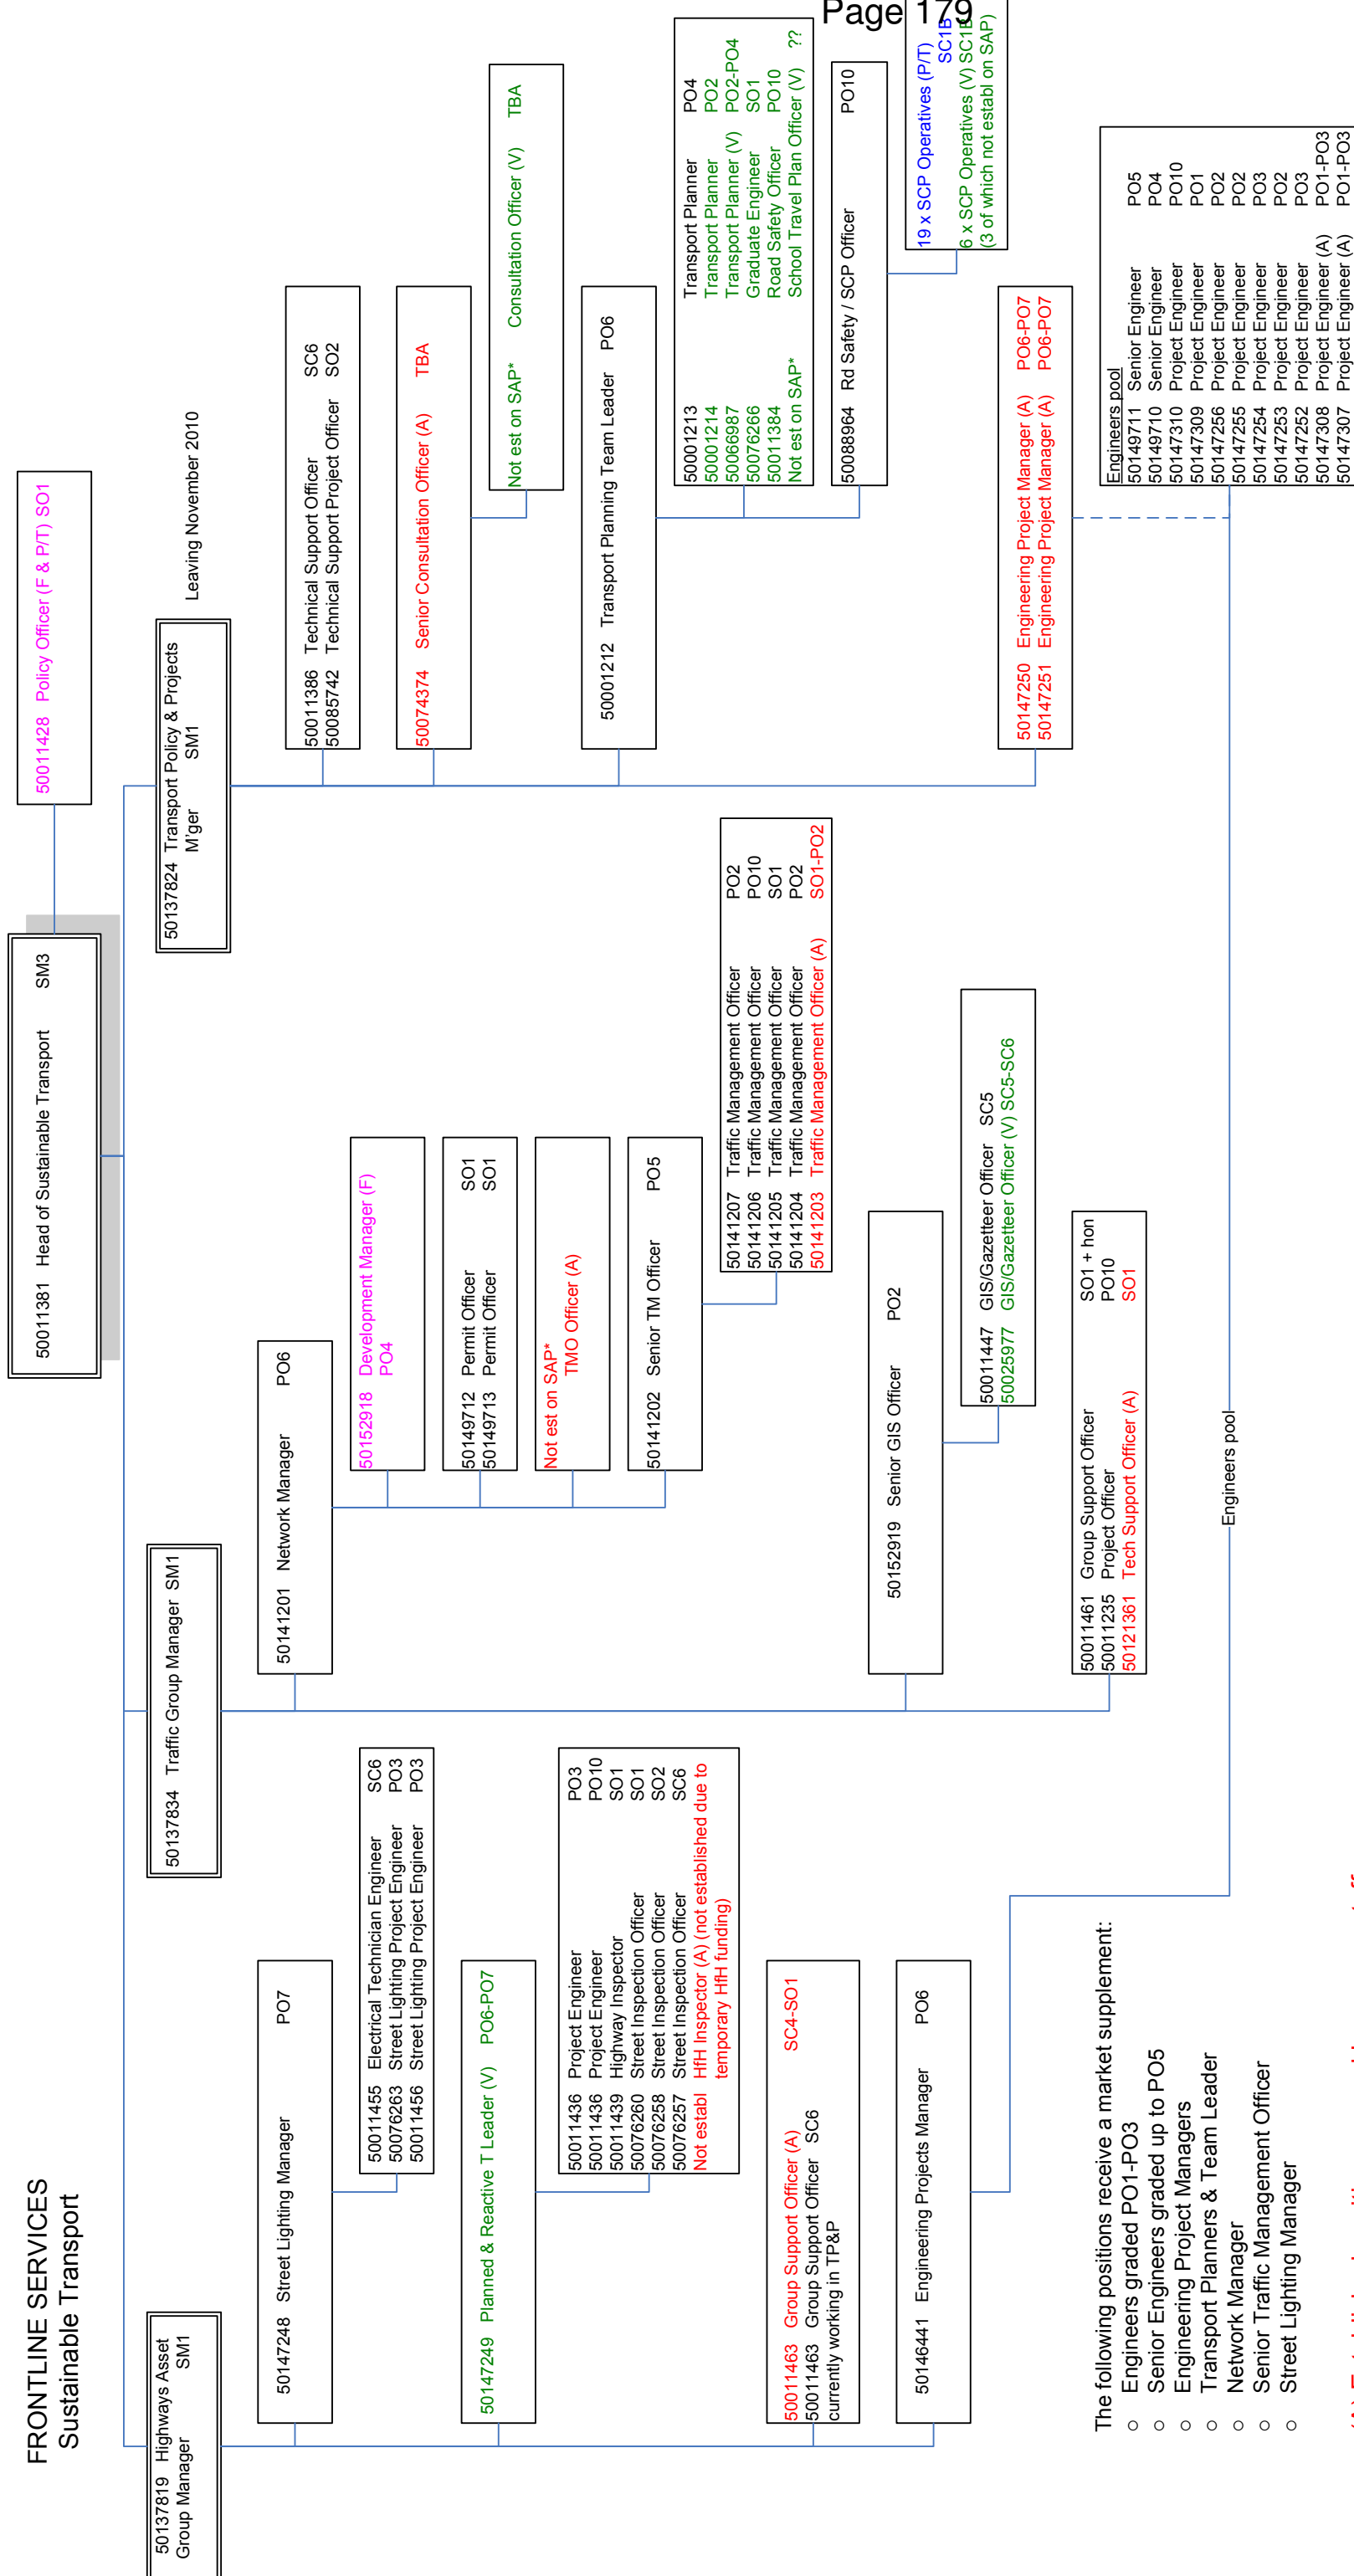 Page 179
FRONTLINE SERVICES
Sustainable Transport
50011381 Head of Sustainable Transport SM3
50011428 Policy Officer (F & P/T) SO1
50137819 Highways Asset
Group Manager SM1
50147248 Street Lighting Manager PO7
50011455 Electrical Technician Engineer SC6
50076263 Street Lighting Project Engineer PO3
50011456 Street Lighting Project Engineer PO3
50147249 Planned & Reactive T Leader (V) PO6-PO7
50011436 Project Engineer PO3
50011436 Project Engineer PO10
50011439 Highway Inspector SO1
50076260 Street Inspection Officer SO1
50076258 Street Inspection Officer SO2
50076257 Street Inspection Officer SC6
Not establ HfH Inspector (A) (not established due to
temporary HfH funding)
50011463 Group Support Officer (A) SC4-SO1
50011463 Group Support Officer SC6
currently working in TP&P
50146441 Engineering Projects Manager PO6
50137834 Traffic Group Manager SM1
50141201 Network Manager PO6
50152918 Development Manager (F)
PO4
50149712 Permit Officer SO1
50149713 Permit Officer SO1
Not est on SAP*
TMO Officer (A)
50141202 Senior TM Officer PO5
50141207 Traffic Management Officer PO2
50141206 Traffic Management Officer PO10
50141205 Traffic Management Officer SO1
50141204 Traffic Management Officer PO2
50141203 Traffic Management Officer (A) SO1-PO2
50152919 Senior GIS Officer PO2
50011447 GIS/Gazetteer Officer SC5
50025977 GIS/Gazetteer Officer (V) SC5-SC6
50011461 Group Support Officer SO1 + hon
50011235 Project Officer PO10
50121361 Tech Support Officer (A) SO1
Engineers pool
50137824 Transport Policy & Projects
M'ger SM1
Leaving November 2010
50011386 Technical Support Officer SC6
50085742 Technical Support Project Officer SO2
50074374 Senior Consultation Officer (A) TBA
Not est on SAP* Consultation Officer (V) TBA
50001212 Transport Planning Team Leader PO6
50001213 Transport Planner PO4
50001214 Transport Planner PO2
50066987 Transport Planner (V) PO2-PO4
50076266 Graduate Engineer SO1
50011384 Road Safety Officer PO10
Not est on SAP* School Travel Plan Officer (V) ??
50088964 Rd Safety / SCP Officer PO10
19 x SCP Operatives (P/T)
SC1B
6 x SCP Operatives (V) SC1B
(3 of which not establ on SAP)
50147250 Engineering Project Manager (A) PO6-PO7
50147251 Engineering Project Manager (A) PO6-PO7
Engineers pool
50149711 Senior Engineer PO5
50149710 Senior Engineer PO4
50147310 Project Engineer PO10
50147309 Project Engineer PO1
50147256 Project Engineer PO2
50147255 Project Engineer PO2
50147254 Project Engineer PO3
50147253 Project Engineer PO2
50147252 Project Engineer PO3
50147308 Project Engineer (A) PO1-PO3
50147307 Project Engineer (A) PO1-PO3
The following positions receive a market supplement:
○ Engineers graded PO1-PO3
○ Senior Engineers graded up to PO5
○ Engineering Project Managers
○ Transport Planners & Team Leader
○ Network Manager
○ Senior Traffic Management Officer
○ Street Lighting Manager